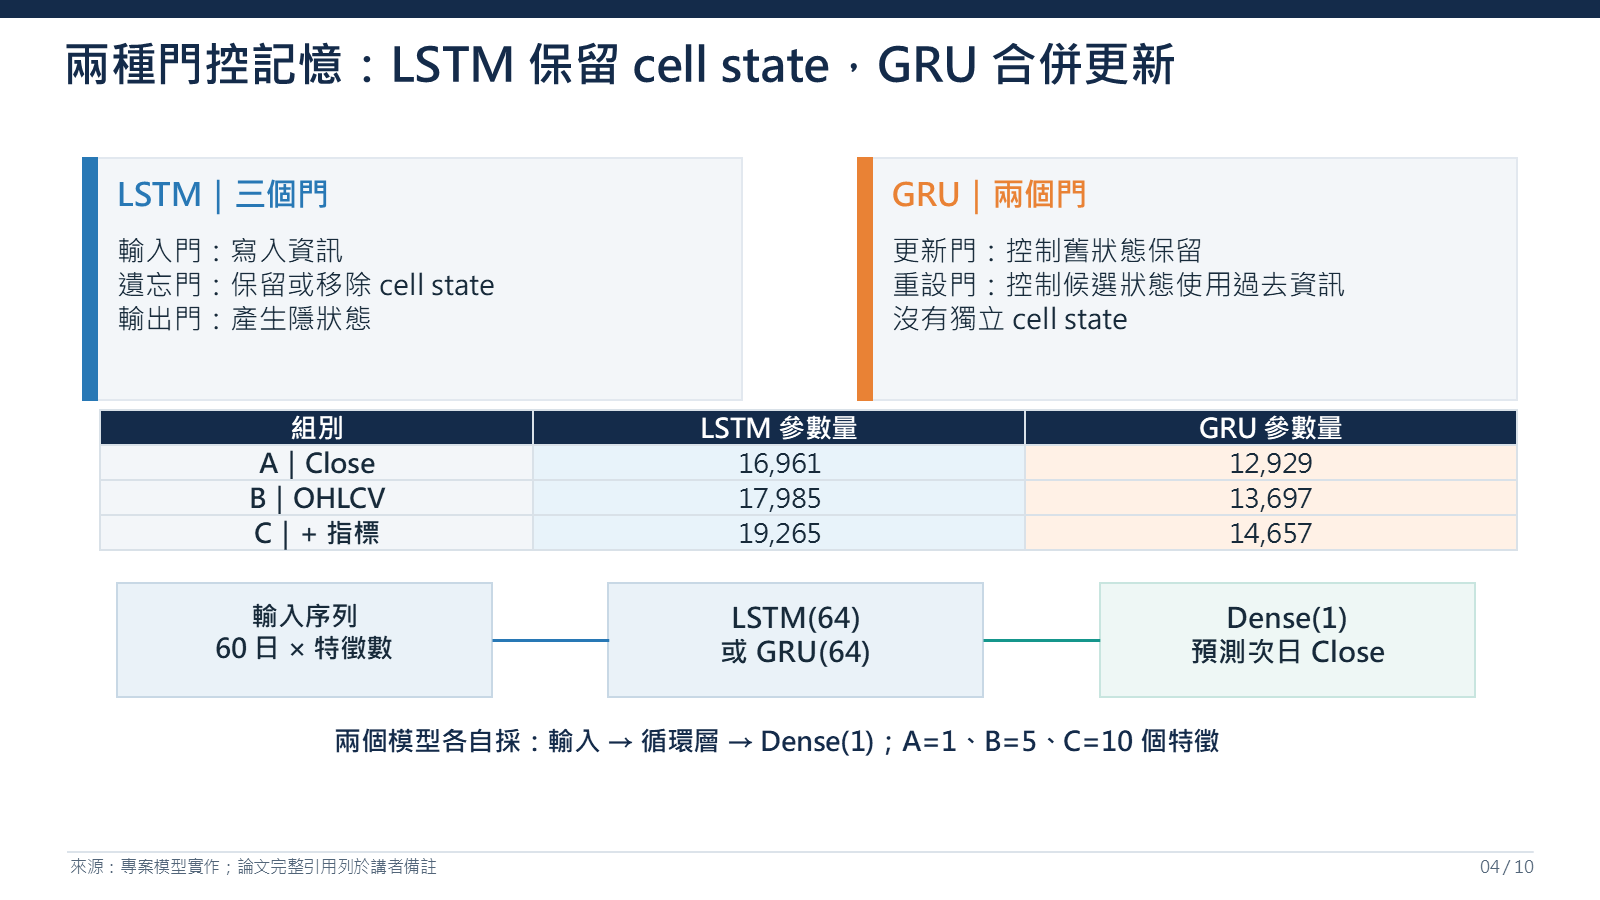 兩種門控記憶：LSTM 保留 cell state，GRU 合併更新
LSTM｜三個門
輸入門：寫入資訊
遺忘門：保留或移除 cell state
輸出門：產生隱狀態
GRU｜兩個門
更新門：控制舊狀態保留
重設門：控制候選狀態使用過去資訊
沒有獨立 cell state
組別 LSTM 參數量 GRU 參數量
A｜Close 16,961 12,929
B｜OHLCV 17,985 13,697
C｜+ 指標 19,265 14,657
輸入序列
60 日 × 特徵數
LSTM(64)
或 GRU(64)
Dense(1)
預測次日 Close
兩個模型各自採：輸入 → 循環層 → Dense(1)；A=1、B=5、C=10 個特徵
來源：專案模型實作；論文完整引用列於講者備註
04 / 10